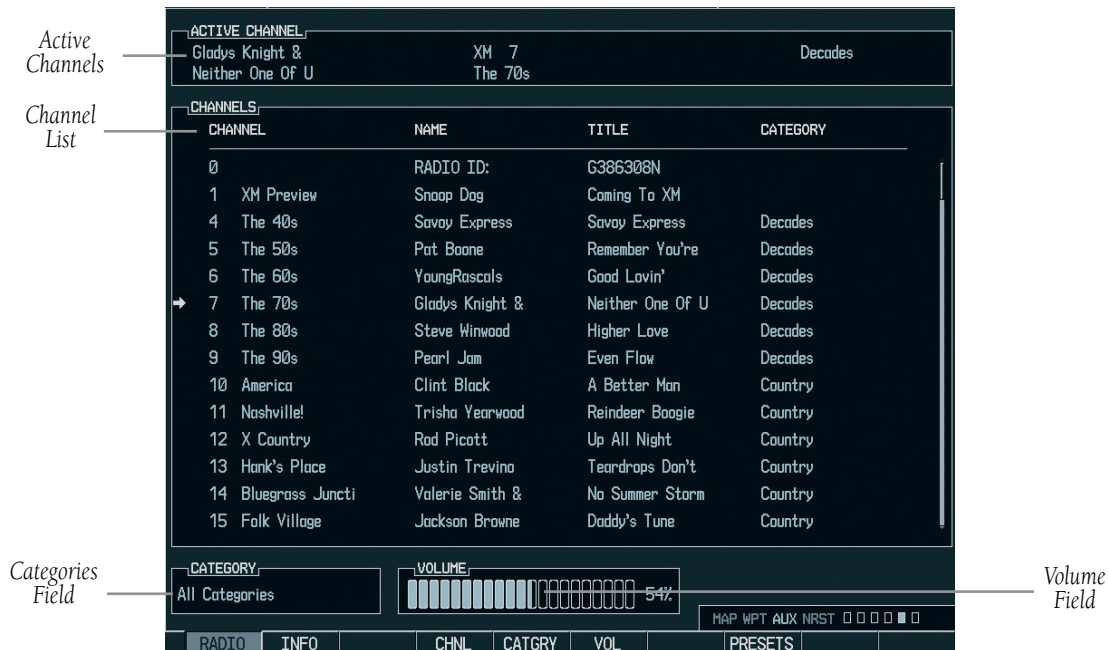 Active
Channels
ACTIVE CHANNEL
Gladys Knight & XM 7 Decades
Neither One Of U The 70s
Channel
List
CHANNELS
CHANNEL NAME TITLE CATEGORY
0 RADIO ID: G386308N
1 XM Preview Snoop Dog Coming To XM
4 The 40s Savoy Express Savoy Express Decades
5 The 50s Pat Boone Remember You're Decades
6 The 60s YoungRascals Good Lovin' Decades
7 The 70s Gladys Knight & Neither One Of U Decades
8 The 80s Steve Winwood Higher Love Decades
9 The 90s Pearl Jam Even Flow Decades
10 America Clint Black A Better Man Country
11 Nashville! Trisha Yearwood Reindeer Boogie Country
12 X Country Rod Picott Up All Night Country
13 Hank's Place Justin Trevino Teardrops Don't Country
14 Bluegrass Juncti Valerie Smith & No Summer Storm Country
15 Folk Village Jackson Browne Daddy's Tune Country
Categories
Field
CATEGORY
All Categories
VOLUME
54%
Volume
Field
MAP WPT AUX NRST
RADIO INFO CHNL CATGRY VOL PRESETS